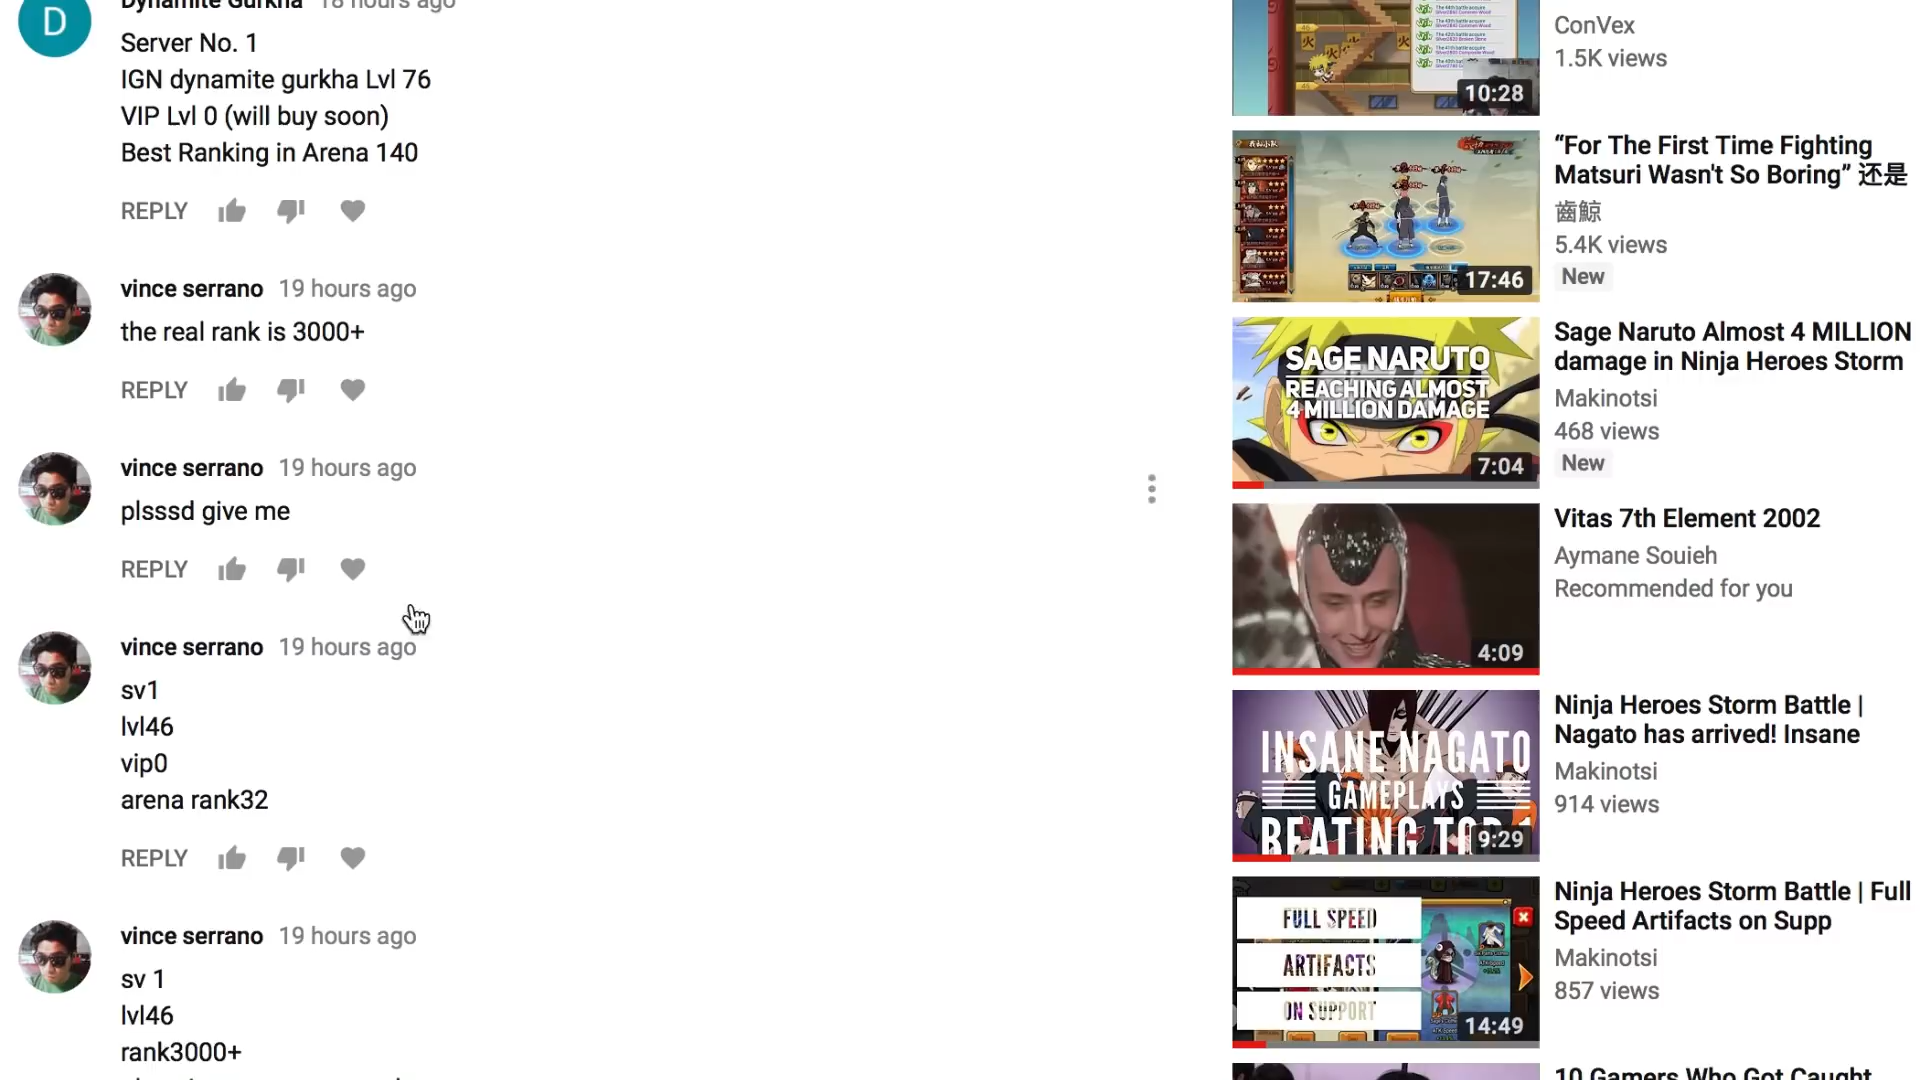 Dynamite Gurkha 18 hours ago
Server No. 1
IGN dynamite gurkha Lvl 76
VIP Lvl 0 (will buy soon)
Best Ranking in Arena 140
REPLY
vince serrano 19 hours ago
the real rank is 3000+
REPLY
vince serrano 19 hours ago
plsssd give me
REPLY
vince serrano 19 hours ago
sv1
lvl46
vip0
arena rank32
REPLY
vince serrano 19 hours ago
sv 1
lvl46
rank3000+
10:28
ConVex
1.5K views
17:46
“For The First Time Fighting
Matsuri Wasn't So Boring” 还是
齒鯨
5.4K views
New
SAGE NARUTO
REACHING ALMOST
4 MILLION DAMAGE
7:04
Sage Naruto Almost 4 MILLION
damage in Ninja Heroes Storm
Makinotsi
468 views
New
4:09
Vitas 7th Element 2002
Aymane Souieh
Recommended for you
INSANE NAGATO
GAMEPLAYS
BEATING TOP 1
9:29
Ninja Heroes Storm Battle |
Nagato has arrived! Insane
Makinotsi
914 views
FULL SPEED
ARTIFACTS
ON SUPPORT
14:49
Ninja Heroes Storm Battle | Full
Speed Artifacts on Supp
Makinotsi
857 views
10 Gamers Who Got Caught